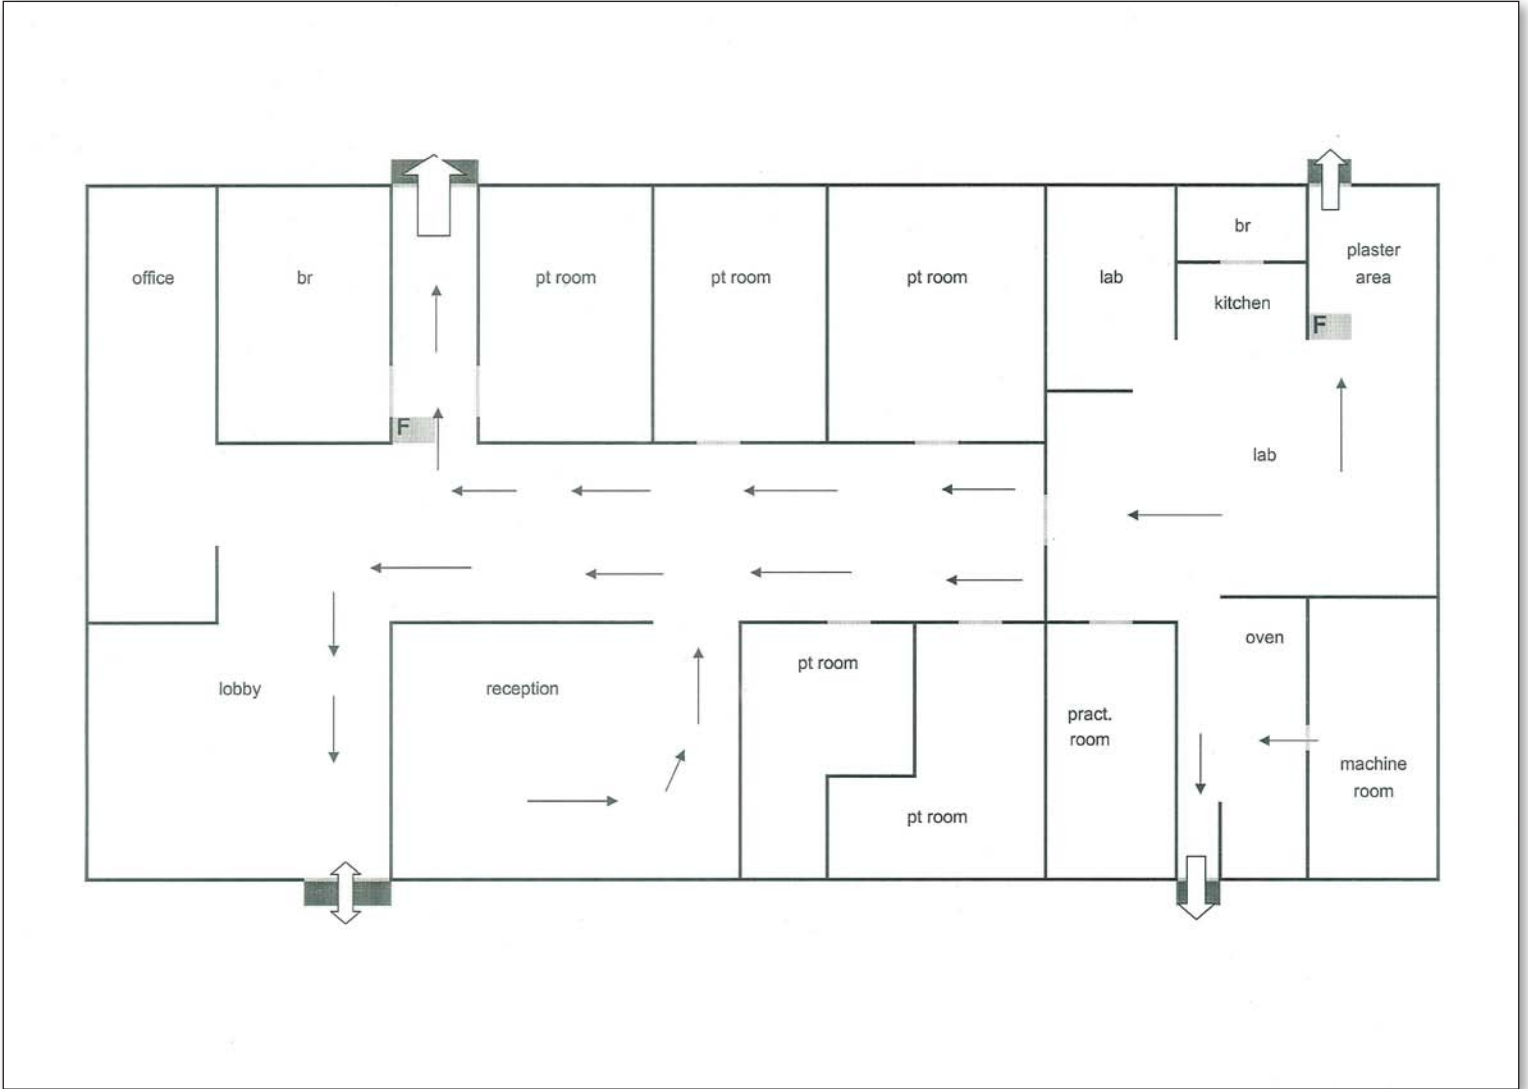 office
br
pt room
pt room
pt room
lab
br
kitchen
plaster
area
F
F
lab
lobby
reception
pt room
pt room
pract.
room
oven
machine
room